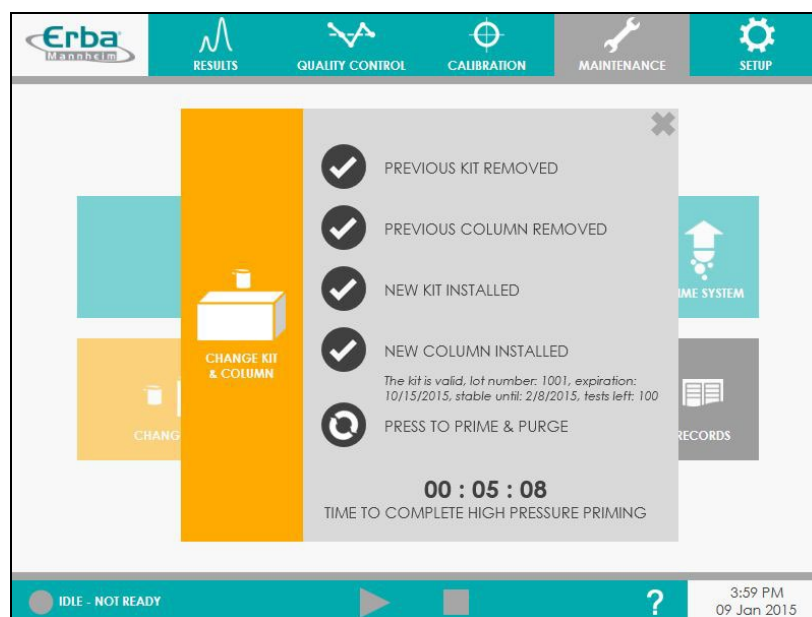 Erba
Mannheim
RESULTS
QUALITY CONTROL
CALIBRATION
MAINTENANCE
SETUP
PREVIOUS KIT REMOVED
PREVIOUS COLUMN REMOVED
NEW KIT INSTALLED
NEW COLUMN INSTALLED
The kit is valid, lot number: 1001, expiration:
10/15/2015, stable until: 2/8/2015, tests left: 100
PRESS TO PRIME & PURGE
00 : 05 : 08
TIME TO COMPLETE HIGH PRESSURE PRIMING
CHANGE KIT
& COLUMN
CHANG
IME SYSTEM
RECORDS
IDLE - NOT READY
?
3:59 PM
09 Jan 2015